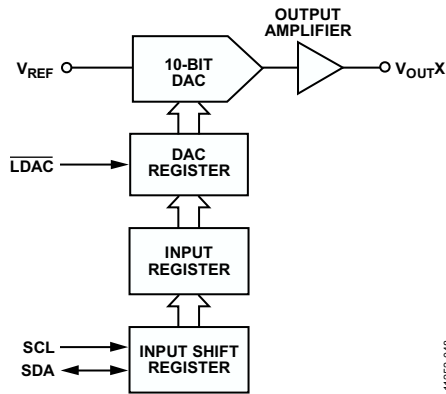 OUTPUT
AMPLIFIER
VREF
10-BIT
DAC
VOUTX
LDAC
DAC
REGISTER
INPUT
REGISTER
SCL
SDA
INPUT SHIFT
REGISTER